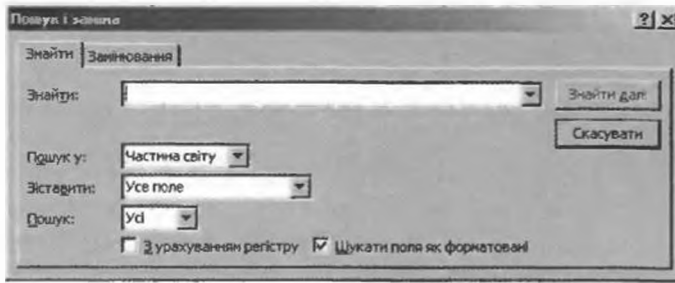 Пошук і заміна
Знайти Замінювання
Знайти: Знайти далі
Скасувати
Пошук у: Частина світу
Зіставити: Усе поле
Пошук: Усі
З урахуванням регістру Шукати поля як форматовані